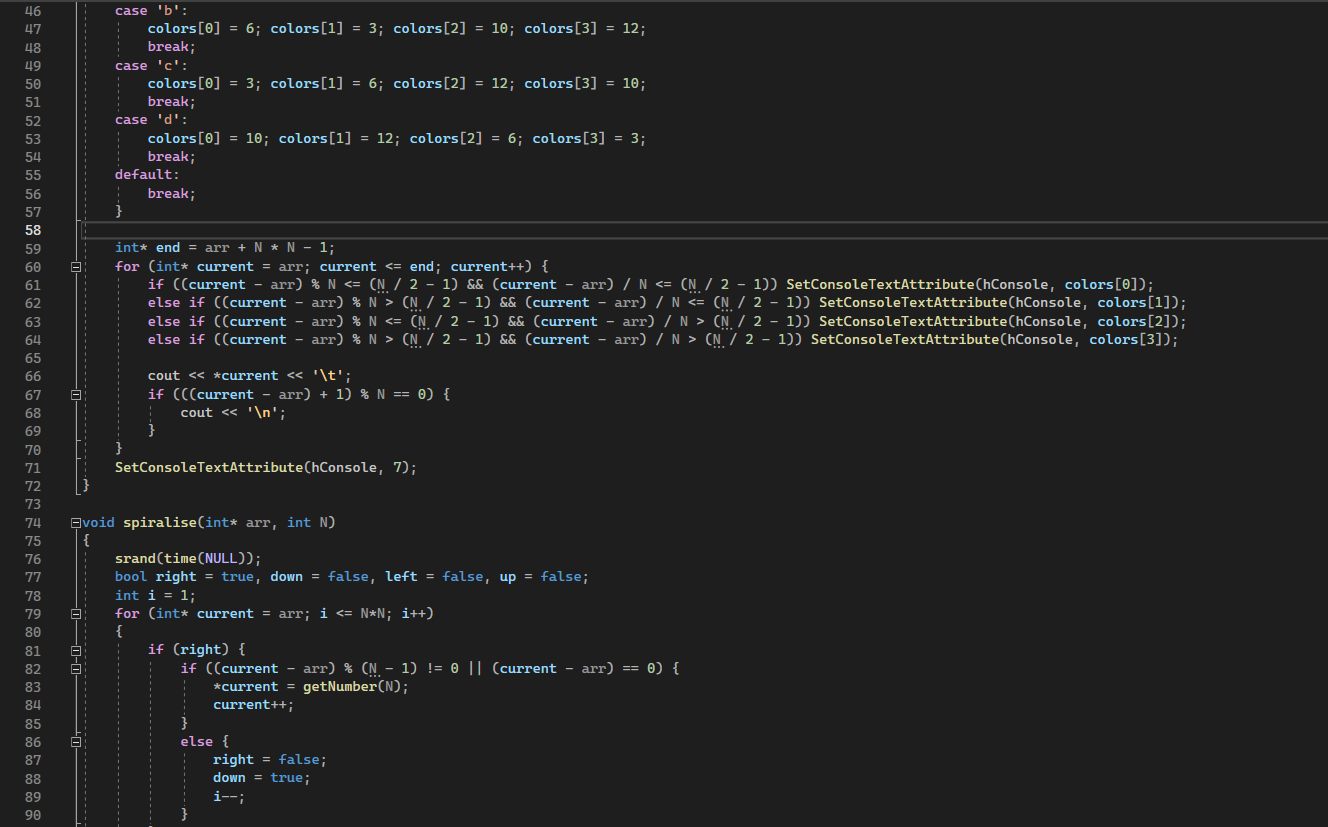 46 case 'b':
47 colors[0] = 6; colors[1] = 3; colors[2] = 10; colors[3] = 12;
48 break;
49 case 'c':
50 colors[0] = 3; colors[1] = 6; colors[2] = 12; colors[3] = 10;
51 break;
52 case 'd':
53 colors[0] = 10; colors[1] = 12; colors[2] = 6; colors[3] = 3;
54 break;
55 default:
56 break;
57 }
58
59 int* end = arr + N * N - 1;
60 for (int* current = arr; current <= end; current++) {
61 if ((current - arr) % N <= (N / 2 - 1) && (current - arr) / N <= (N / 2 - 1)) SetConsoleTextAttribute(hConsole, colors[0]);
62 else if ((current - arr) % N > (N / 2 - 1) && (current - arr) / N <= (N / 2 - 1)) SetConsoleTextAttribute(hConsole, colors[1]);
63 else if ((current - arr) % N <= (N / 2 - 1) && (current - arr) / N > (N / 2 - 1)) SetConsoleTextAttribute(hConsole, colors[2]);
64 else if ((current - arr) % N > (N / 2 - 1) && (current - arr) / N > (N / 2 - 1)) SetConsoleTextAttribute(hConsole, colors[3]);
65
66 cout << *current << '\t';
67 if (((current - arr) + 1) % N == 0) {
68 cout << '\n';
69 }
70 }
71 SetConsoleTextAttribute(hConsole, 7);
72 }
73
74 void spiralise(int* arr, int N)
75 {
76 srand(time(NULL));
77 bool right = true, down = false, left = false, up = false;
78 int i = 1;
79 for (int* current = arr; i <= N*N; i++)
80 {
81 if (right) {
82 if ((current - arr) % (N - 1) != 0 || (current - arr) == 0) {
83 *current = getNumber(N);
84 current++;
85 }
86 else {
87 right = false;
88 down = true;
89 i--;
90 }